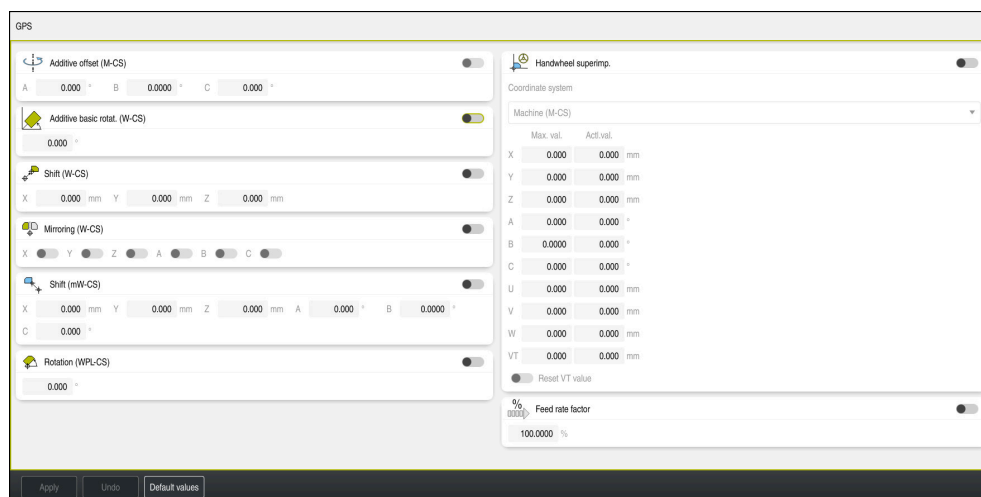 GPS
Additive offset (M-CS)
A 0.000 ° B 0.0000 ° C 0.000 °
Additive basic rotat. (W-CS)
0.000 °
Shift (W-CS)
X 0.000 mm Y 0.000 mm Z 0.000 mm
Mirroring (W-CS)
X Y Z A B C
Shift (mW-CS)
X 0.000 mm Y 0.000 mm Z 0.000 mm A 0.000 ° B 0.0000 °
C 0.000 °
Rotation (WPL-CS)
0.000 °
Handwheel superimp.
Coordinate system
Machine (M-CS)
Max. val. Actl.val.
X 0.000 0.000 mm
Y 0.000 0.000 mm
Z 0.000 0.000 mm
A 0.000 0.000 °
B 0.0000 0.000 °
C 0.000 0.000 °
U 0.000 0.000 mm
V 0.000 0.000 mm
W 0.000 0.000 mm
VT 0.000 0.000 mm
Reset VT value
% Feed rate factor
100.0000 %
Apply Undo Default values